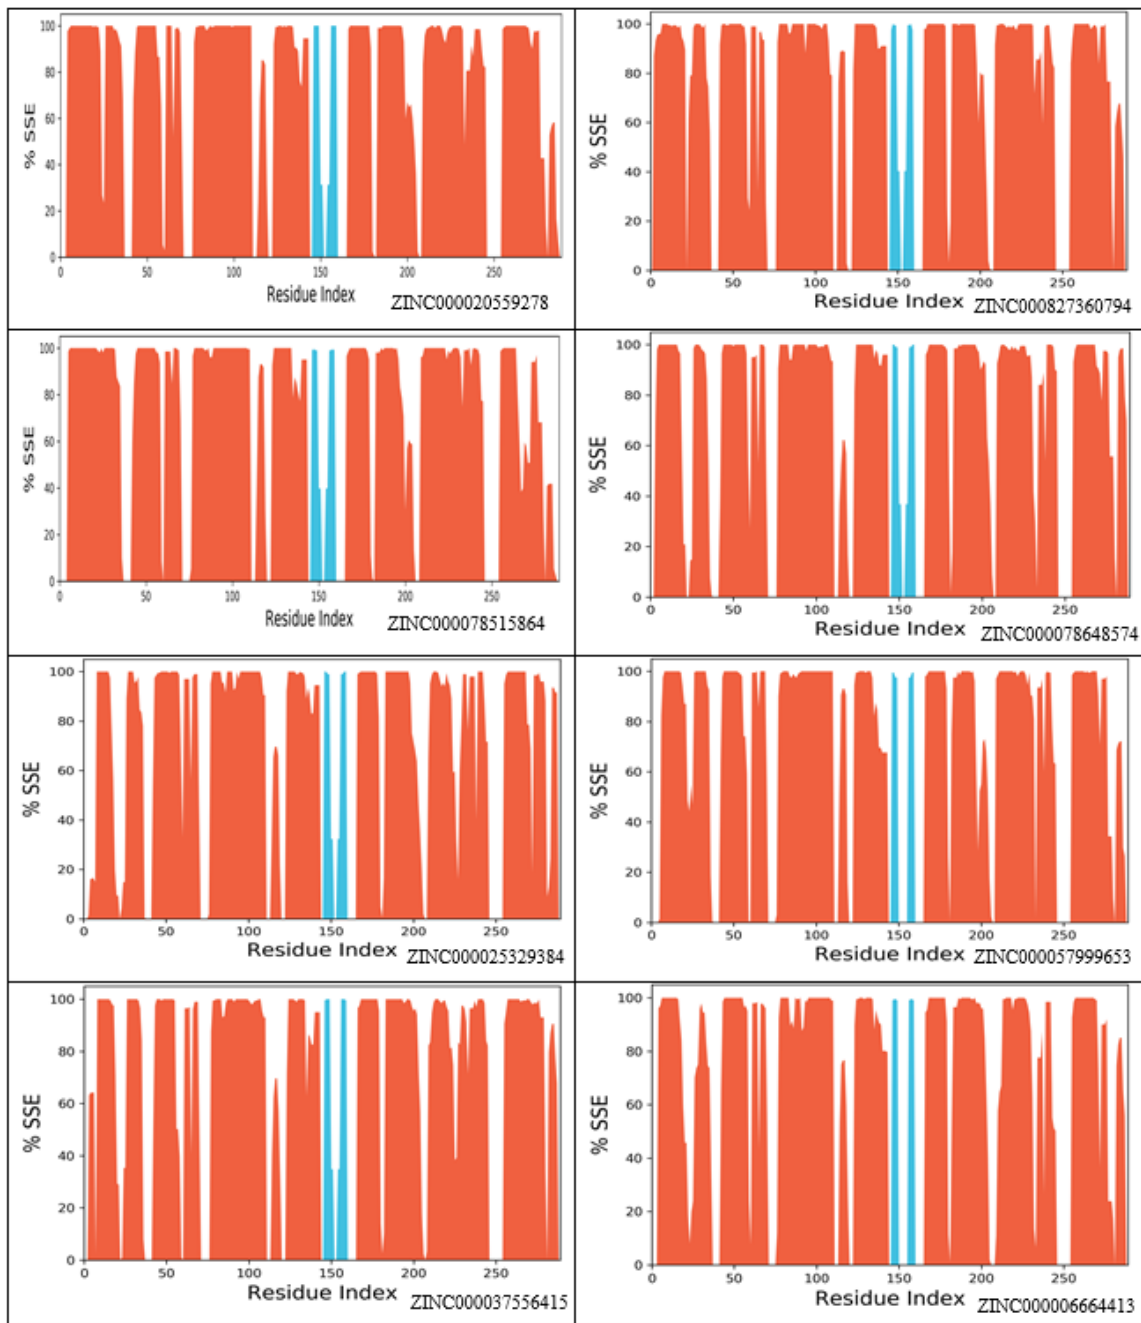 100
80
60
40
20
0
% SSE
0 50 100 150 200 250
Residue Index
ZINC000020559278
100
80
60
40
20
0
% SSE
0 50 100 150 200 250
Residue Index
ZINC000827360794
100
80
60
40
20
0
% SSE
0 50 100 150 200 250
Residue Index
ZINC000078515864
100
80
60
40
20
0
% SSE
0 50 100 150 200 250
Residue Index
ZINC000078648574
100
80
60
40
20
0
% SSE
0 50 100 150 200 250
Residue Index
ZINC000025329384
100
80
60
40
20
0
% SSE
0 50 100 150 200 250
Residue Index
ZINC000057999653
100
80
60
40
20
0
% SSE
0 50 100 150 200 250
Residue Index
ZINC000037556415
100
80
60
40
20
0
% SSE
0 50 100 150 200 250
Residue Index
ZINC000006664413